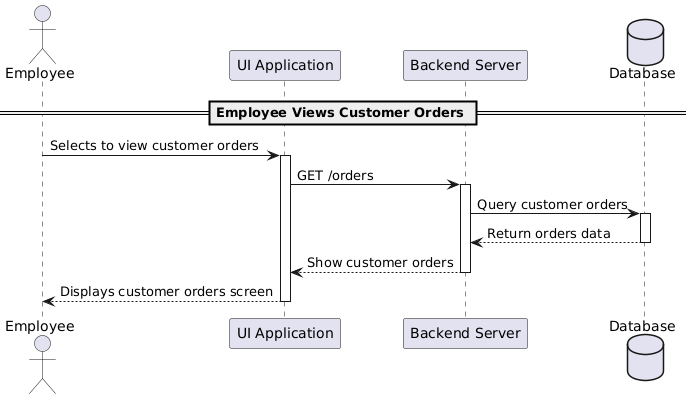 Employee
UI Application
Backend Server
Database
Employee Views Customer Orders
Selects to view customer orders
GET /orders
Query customer orders
Return orders data
Show customer orders
Displays customer orders screen
Employee
UI Application
Backend Server
Database